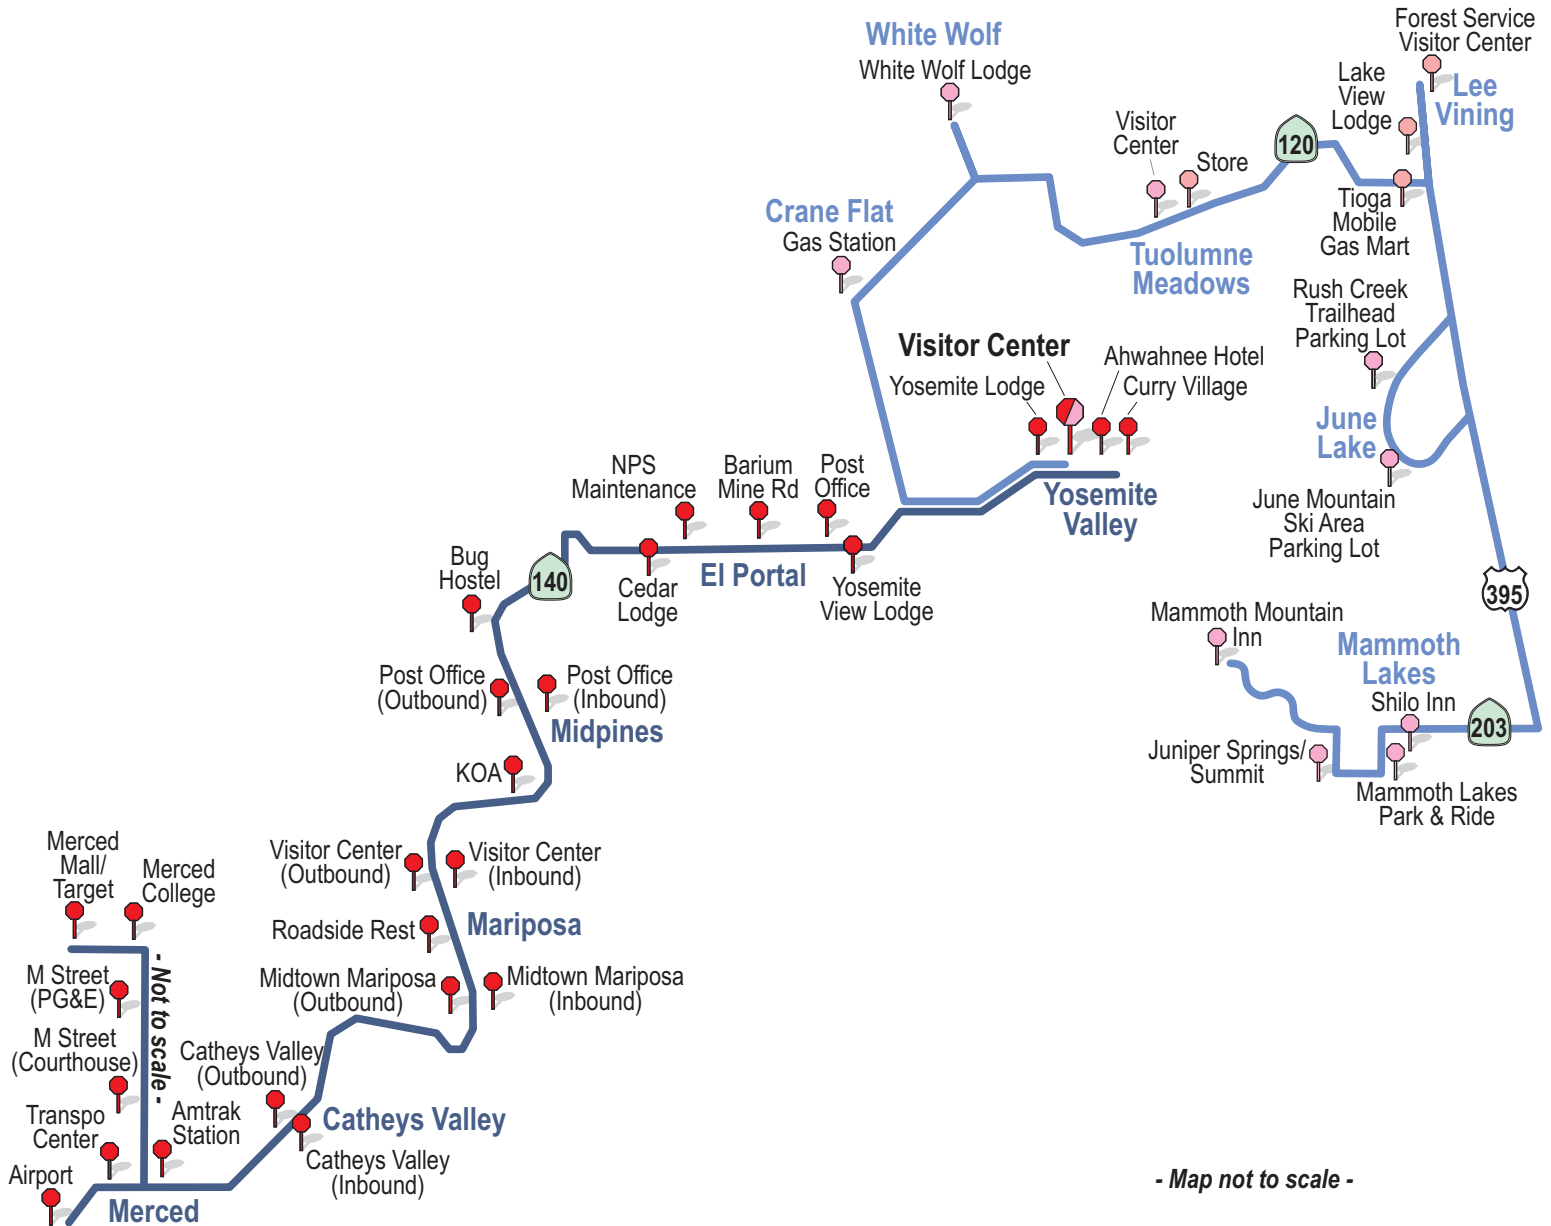 White Wolf
White Wolf Lodge
Forest Service
Visitor Center
Lake
View
Lodge
Lee
Vining
Visitor
Center
Store
120
Tioga
Mobile
Gas Mart
Crane Flat
Gas Station
Tuolumne
Meadows
Rush Creek
Trailhead
Parking Lot
Visitor Center
Ahwahnee Hotel
Yosemite Lodge
Curry Village
June
Lake
June Mountain
Ski Area
Parking Lot
NPS
Maintenance
Barium
Mine Rd
Post
Office
Yosemite
Valley
Bug
Hostel
140
Cedar
Lodge
El Portal
Yosemite
View Lodge
395
Mammoth Mountain
Inn
Mammoth
Lakes
Shilo Inn
203
Juniper Springs/
Summit
Mammoth Lakes
Park & Ride
Post Office
(Outbound)
Post Office
(Inbound)
Midpines
KOA
Visitor Center
(Outbound)
Visitor Center
(Inbound)
Roadside Rest
Mariposa
Midtown Mariposa
(Outbound)
Midtown Mariposa
(Inbound)
Merced
Mall/
Target
Merced
College
M Street
(PG&E)
- Not to scale -
M Street
(Courthouse)
Catheys Valley
(Outbound)
Transpo
Center
Amtrak
Station
Catheys Valley
Catheys Valley
(Inbound)
Airport
Merced
- Map not to scale -